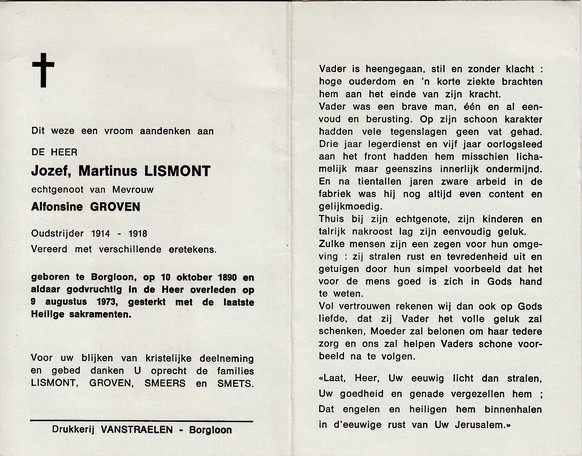 Dit weze een vroom aandenken aan
DE HEER
Jozef, Martinus LISMONT
echtgenoot van Mevrouw
Alfonsine GROVEN
Oudstrijder 1914 - 1918
Vereerd met verschillende eretekens.
geboren te Borgloon, op 10 oktober 1890 en
aldaar godvruchtig in de Heer overleden op
9 augustus 1973, gesterkt met de laatste
Heilige sakramenten.
Voor uw blijken van kristelijke deelneming
en gebed danken U oprecht de families
LISMONT, GROVEN, SMEERS en SMETS.
Drukkerij VANSTRAELEN - Borgloon
Vader is heengegaan, stil en zonder klacht :
hoge ouderdom en 'n korte ziekte brachten
hem aan het einde van zijn kracht.
Vader was een brave man, één en al een-
voud en berusting. Op zijn schoon karakter
hadden vele tegenslagen geen vat gehad.
Drie jaar legerdienst en vijf jaar oorlogsleed
aan het front hadden hem misschien licha-
melijk maar geenszins innerlijk ondermijnd.
En na tientallen jaren zware arbeid in de
fabriek was hij nog altijd even content en
gelijkmoedig.
Thuis bij zijn echtgenote, zijn kinderen en
talrijk nakroost lag zijn eenvoudig geluk.
Zulke mensen zijn een zegen voor hun omge-
ving : zij stralen rust en tevredenheid uit en
getuigen door hun simpel voorbeeld dat het
voor de mens goed is zich in Gods hand
te weten.
Vol vertrouwen rekenen wij dan ook op Gods
liefde, dat zij Vader het volle geluk zal
schenken, Moeder zal belonen om haar tedere
zorg en ons zal helpen Vaders schone voor-
beeld na te volgen.
«Laat, Heer, Uw eeuwig licht dan stralen,
Uw goedheid en genade vergezellen hem ;
Dat engelen en heiligen hem binnenhalen
in d'eeuwige rust van Uw Jerusalem.»